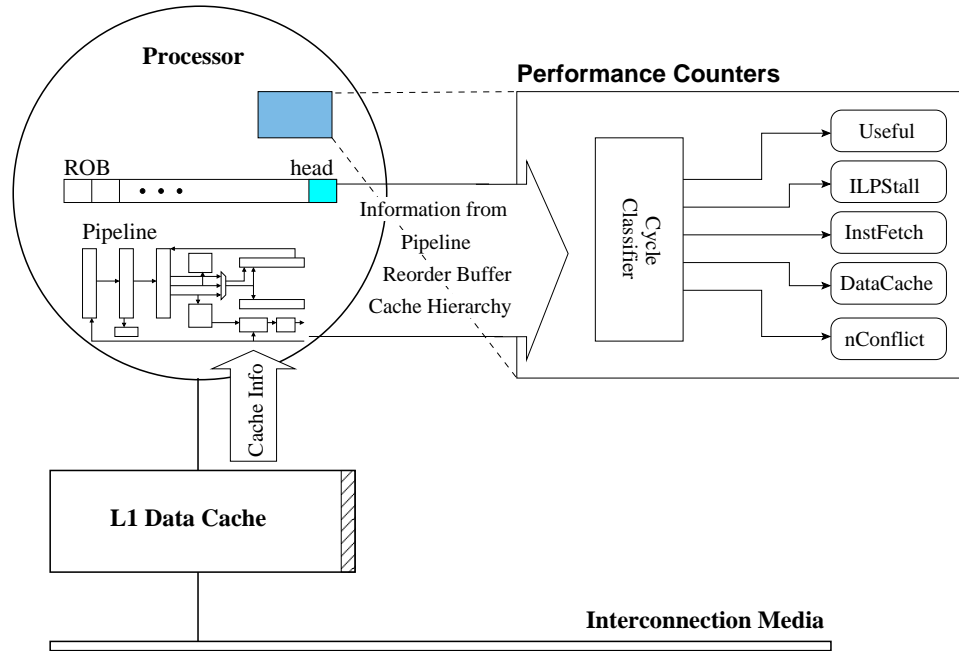 Processor
Performance Counters
ROB
head
Information from
Pipeline
Reorder Buffer
Cache Hierarchy
Pipeline
Cycle
Classifier
Useful
ILPStall
InstFetch
DataCache
nConflict
Cache Info
L1 Data Cache
Interconnection Media